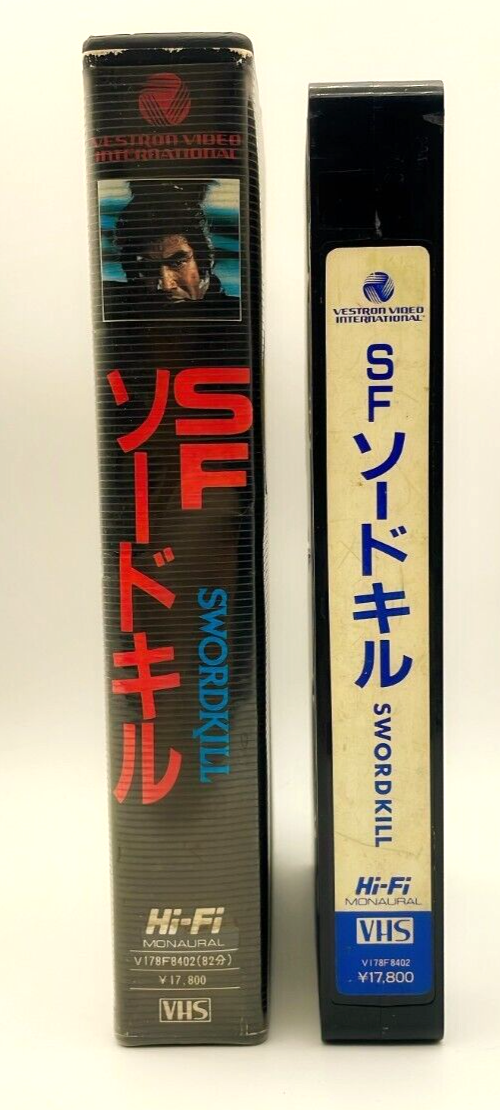 VESTRON VIDEO
INTERNATIONAL
SF
ソードキル
SWORDKILL
Hi-Fi
MONAURAL
V178F8402(82分)
￥17,800
VHS
VESTRON VIDEO
INTERNATIONAL
SF
ソードキル
SWORDKILL
Hi-Fi
MONAURAL
VHS
V178F8402
¥17,800